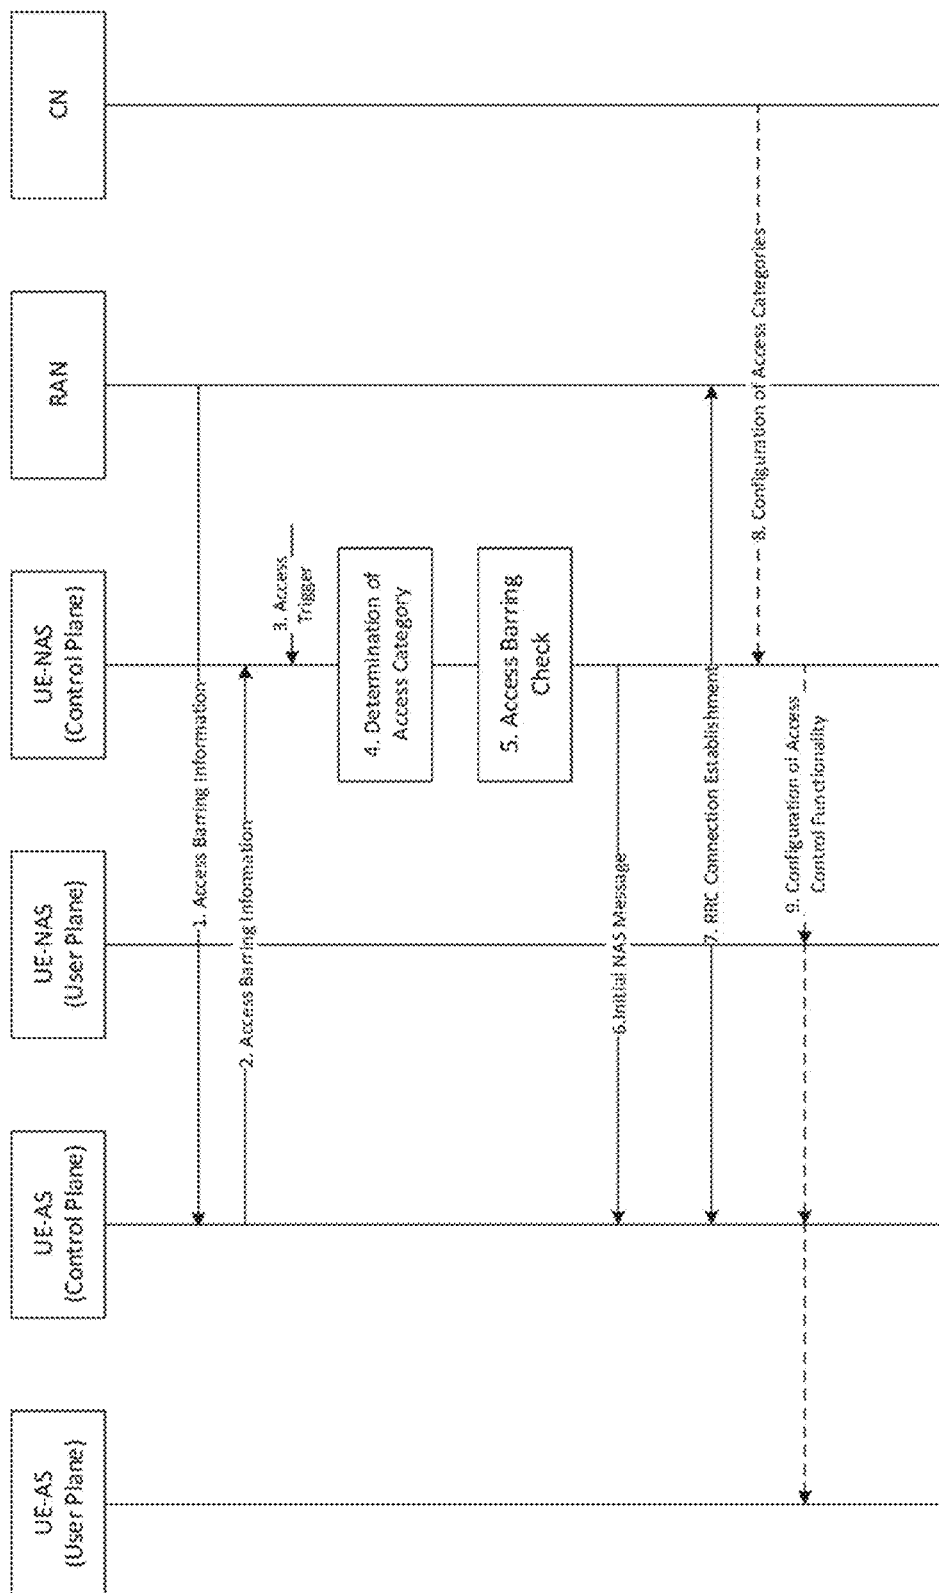 UE-AS
(User Plane)
UE-AS
(Control Plane)
UE-NAS
(User Plane)
UE-NAS
(Control Plane)
RAN
CN
1. Access Barring Information
2. Access Barring Information
3. Access
Trigger
4. Determination of
Access Category
5. Access Barring
Check
6.Initial NAS Message
7. RRC Connection Establishment
8. Configuration of Access Categories
9. Configuration of Access
Control Functionality